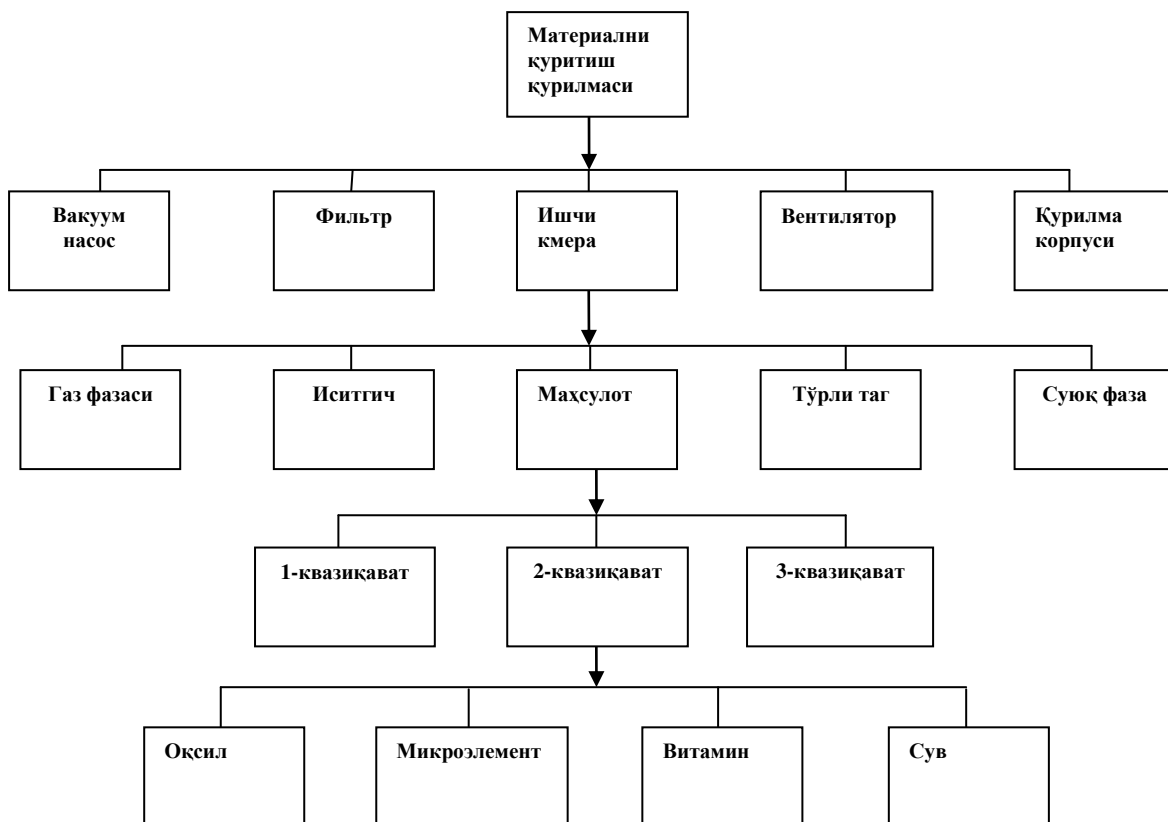 Материални
қуритиш
қурилмаси
Вакуум
насос
Фильтр
Ишчи
кмера
Вентилятор
Қурилма
корпуси
Газ фазаси
Иситгич
Маҳсулот
Тўрли таг
Суюқ фаза
1-квазиқават
2-квазиқават
3-квазиқават
Оқсил
Микроэлемент
Витамин
Сув